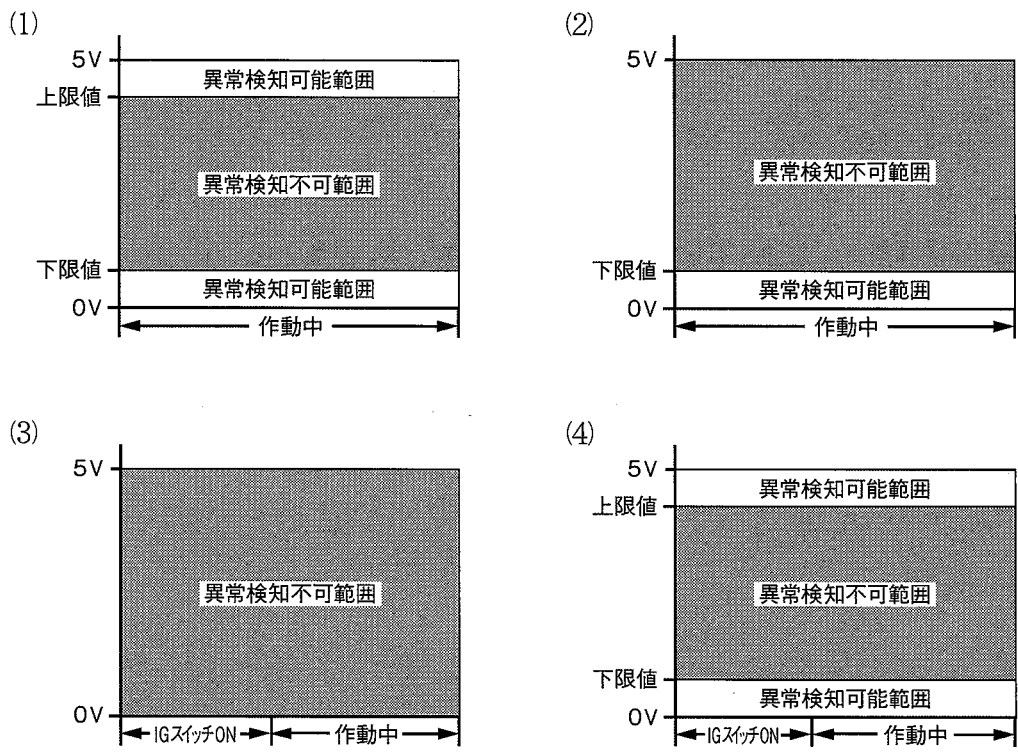 (1)
5V
異常検知可能範囲
上限値
異常検知不可範囲
下限値
異常検知可能範囲
0V
作動中
(2)
5V
異常検知不可範囲
下限値
異常検知可能範囲
0V
作動中
(3)
5V
異常検知不可範囲
0V
IGスイッチON
作動中
(4)
5V
異常検知可能範囲
上限値
異常検知不可範囲
下限値
異常検知可能範囲
0V
IGスイッチON
作動中